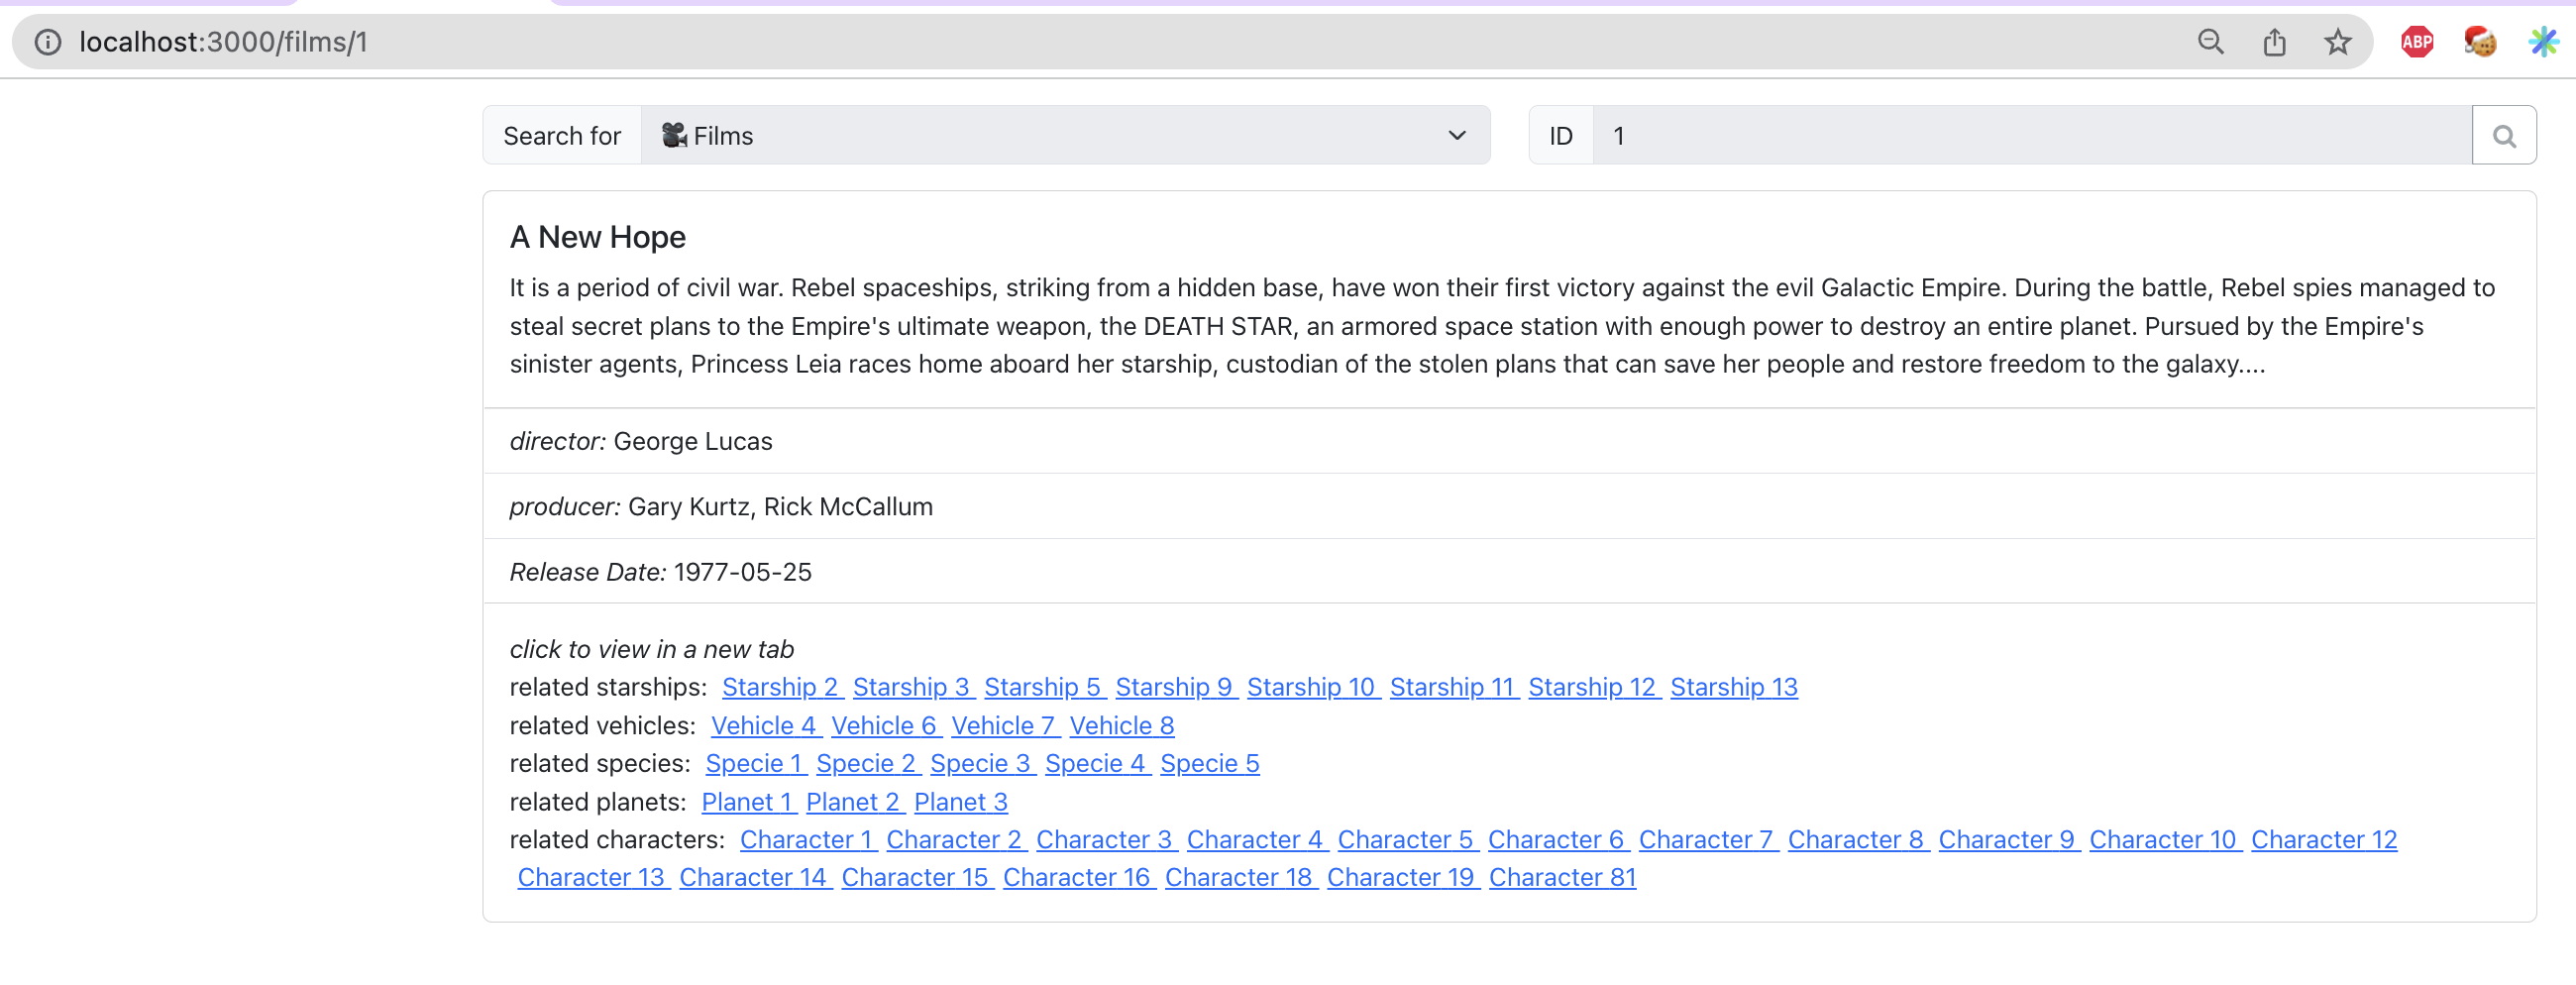 localhost:3000/films/1
ABP
Search for
Films
ID
1
A New Hope
It is a period of civil war. Rebel spaceships, striking from a hidden base, have won their first victory against the evil Galactic Empire. During the battle, Rebel spies managed to
steal secret plans to the Empire's ultimate weapon, the DEATH STAR, an armored space station with enough power to destroy an entire planet. Pursued by the Empire's
sinister agents, Princess Leia races home aboard her starship, custodian of the stolen plans that can save her people and restore freedom to the galaxy....
director: George Lucas
producer: Gary Kurtz, Rick McCallum
Release Date: 1977-05-25
click to view in a new tab
related starships: Starship 2 Starship 3 Starship 5 Starship 9 Starship 10 Starship 11 Starship 12 Starship 13
related vehicles: Vehicle 4 Vehicle 6 Vehicle 7 Vehicle 8
related species: Specie 1 Specie 2 Specie 3 Specie 4 Specie 5
related planets: Planet 1 Planet 2 Planet 3
related characters: Character 1 Character 2 Character 3 Character 4 Character 5 Character 6 Character 7 Character 8 Character 9 Character 10 Character 12
Character 13 Character 14 Character 15 Character 16 Character 18 Character 19 Character 81